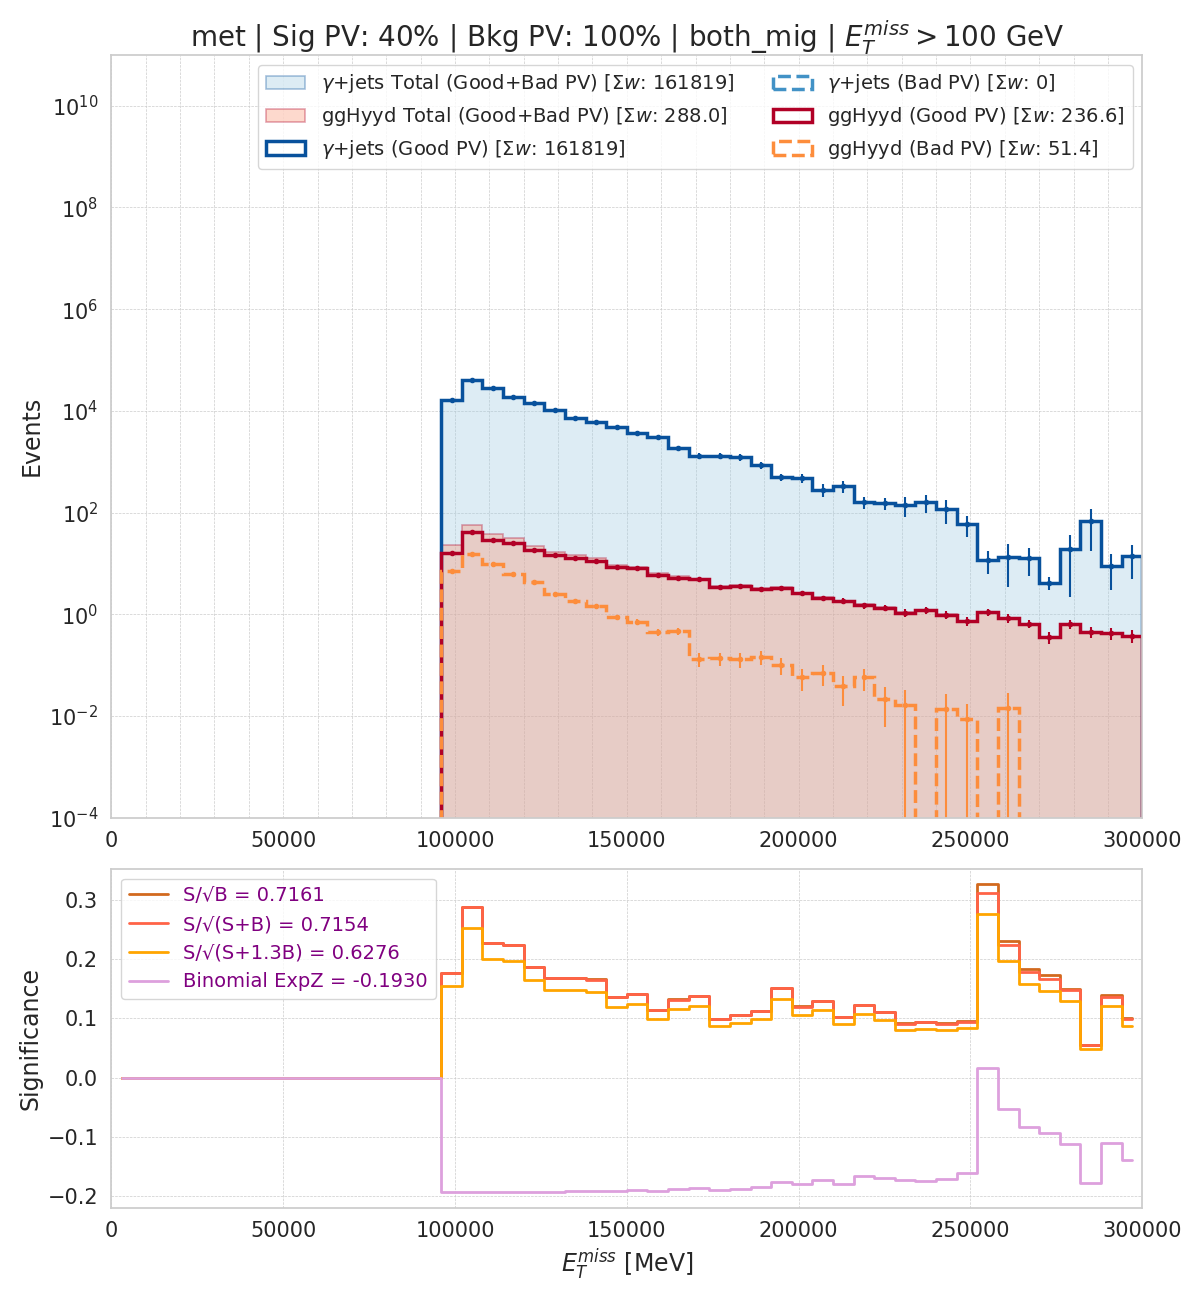 met | Sig PV: 40% | Bkg PV: 100% | both_mig | $E_T^{miss} > 100$ GeV
γ+jets Total (Good+Bad PV) [Σw: 161819]
ggHyyd Total (Good+Bad PV) [Σw: 288.0]
γ+jets (Good PV) [Σw: 161819]
γ+jets (Bad PV) [Σw: 0]
ggHyyd (Good PV) [Σw: 236.6]
ggHyyd (Bad PV) [Σw: 51.4]
Events
10^{10}
10^{8}
10^{6}
10^{4}
10^{2}
10^{0}
10^{-2}
10^{-4}
0 50000 100000 150000 200000 250000 300000
S/√B = 0.7161
S/√(S+B) = 0.7154
S/√(S+1.3B) = 0.6276
Binomial ExpZ = -0.1930
Significance
0.3
0.2
0.1
0.0
−0.1
−0.2
0 50000 100000 150000 200000 250000 300000
$E_T^{miss}$ [MeV]